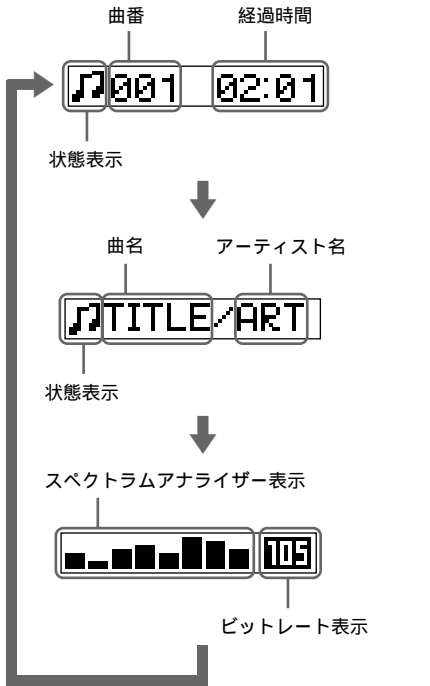 曲番 経過時間
♫001 02:01
状態表示
曲名 アーティスト名
♫TITLE/ART
状態表示
スペクトラムアナライザー表示
105
ビットレート表示